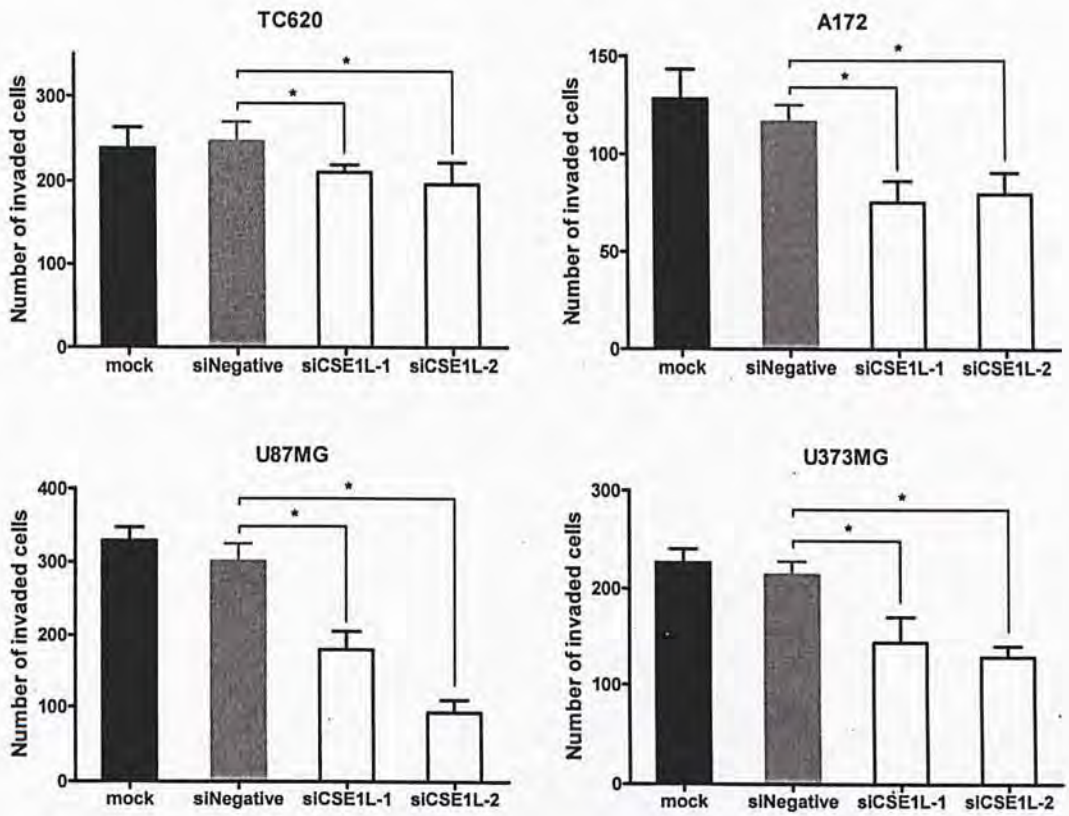 TC620
Number of invaded cells
300
200
100
0
*
*
mock siNegative siCSE1L-1 siCSE1L-2
A172
Number of invaded cells
150
100
50
0
*
*
mock siNegative siCSE1L-1 siCSE1L-2
U87MG
Number of invaded cells
400
300
200
100
0
*
*
mock siNegative siCSE1L-1 siCSE1L-2
U373MG
Number of invaded cells
300
200
100
0
*
*
mock siNegative siCSE1L-1 siCSE1L-2